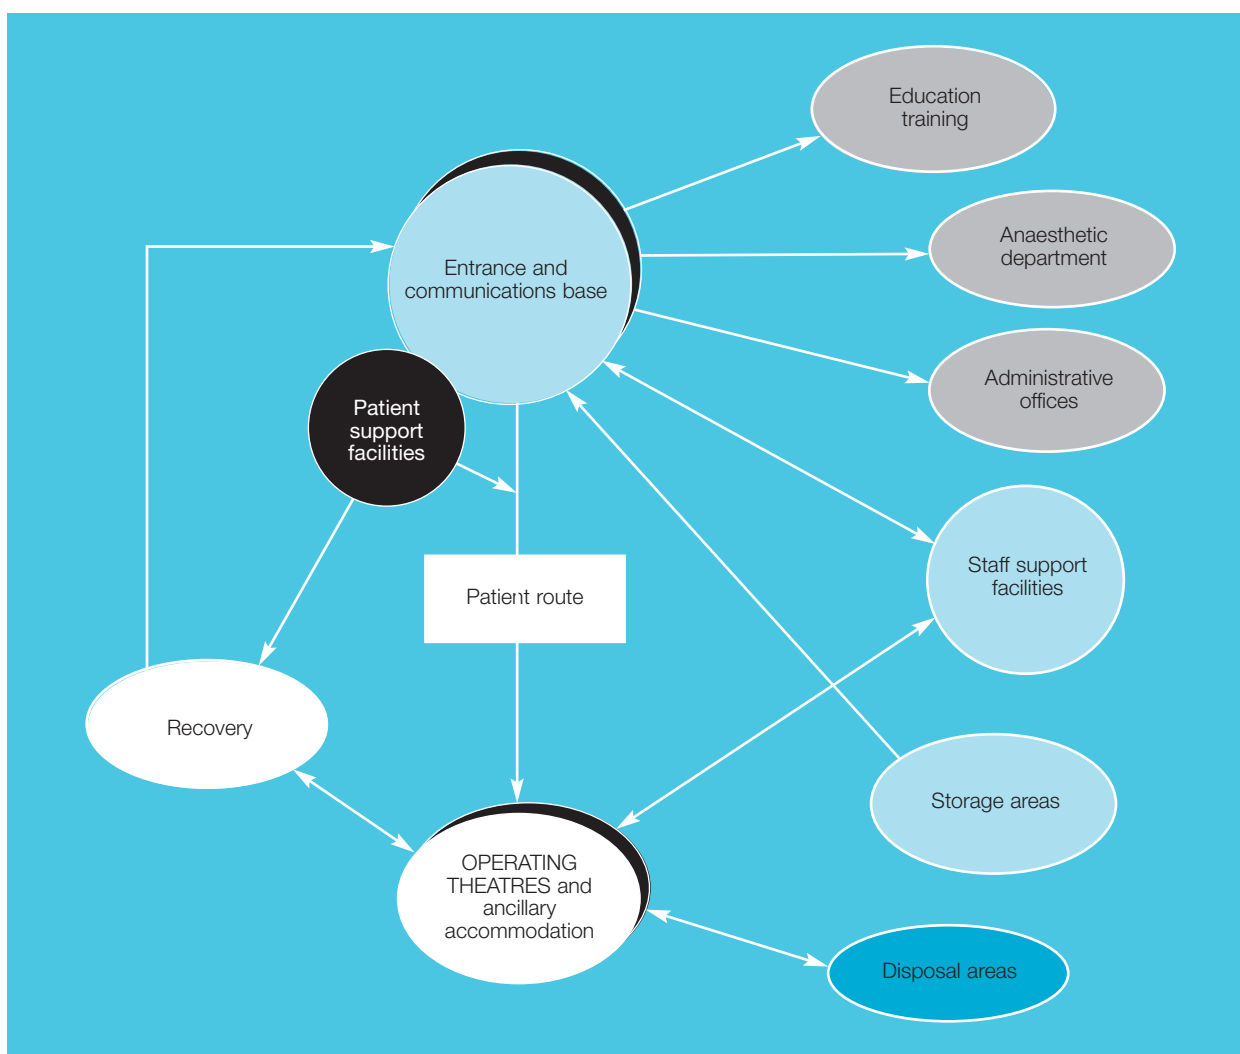 Education
training
Anaesthetic
department
Entrance and
communications base
Administrative
offices
Patient
support
facilities
Staff support
facilities
Patient route
Recovery
Storage areas
OPERATING
THEATRES and
ancillary
accommodation
Disposal areas